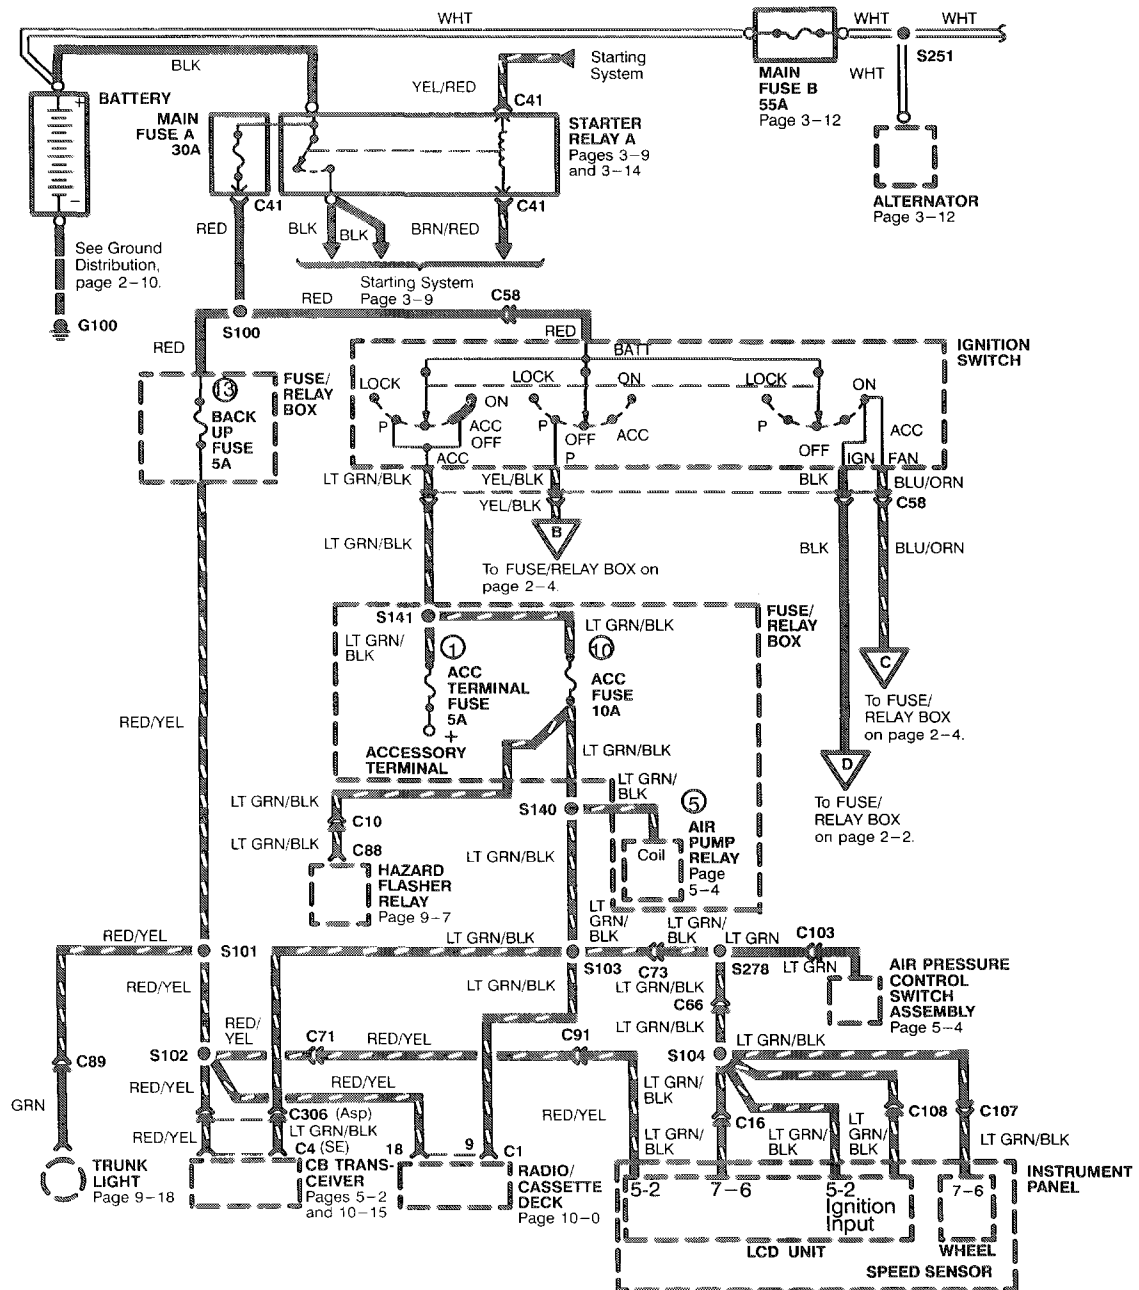 WHT
WHT
WHT
BLK
YEL/RED
Starting
System
WHT
S251
MAIN
FUSE B
55A
Page 3-12
BATTERY
MAIN
FUSE A
30A
C41
STARTER
RELAY A
Pages 3-9
and 3-14
ALTERNATOR
Page 3-12
C41
C41
RED
BLK
BLK
BRN/RED
See Ground
Distribution,
page 2-10.
Starting System
Page 3-9
G100
RED
C58
S100
RED
RED
IGNITION
SWITCH
BATT
13
FUSE/
RELAY
BOX
BACK
UP
FUSE
5A
LOCK
ON
P
ACC
OFF
ACC
LOCK
ON
P
OFF
ACC
P
LOCK
ON
P
ACC
OFF
IGN
FAN
LT GRN/BLK
YEL/BLK
BLK
BLU/ORN
YEL/BLK
C58
LT GRN/BLK
B
BLK
BLU/ORN
To FUSE/RELAY BOX on
page 2-4.
S141
LT GRN/BLK
FUSE/
RELAY
BOX
LT GRN/
BLK
1
ACC
TERMINAL
FUSE
5A
10
ACC
FUSE
10A
C
To FUSE/
RELAY BOX
on page 2-4.
RED/YEL
+
ACCESSORY
TERMINAL
LT GRN/BLK
D
LT GRN/
BLK
LT GRN/BLK
S140
5
To FUSE/
RELAY BOX
on page 2-2.
C10
AIR
PUMP
RELAY
Page
5-4
Coil
LT GRN/BLK
C88
LT GRN/BLK
HAZARD
FLASHER
RELAY
Page 9-7
RED/YEL
S101
LT GRN/BLK
LT
GRN/
BLK
S103
LT GRN/
BLK
C73
LT GRN
S278
C103
LT GRN
AIR PRESSURE
CONTROL
SWITCH
ASSEMBLY
Page 5-4
RED/YEL
LT GRN/BLK
LT GRN/BLK
C66
LT GRN/BLK
RED/
YEL
C71
RED/YEL
C91
LT GRN/BLK
S102
S104
C89
RED/YEL
RED/YEL
LT GRN/
BLK
GRN
C306 (Asp)
RED/YEL
C16
C108
C107
RED/YEL
LT GRN/BLK
C4 (SE)
18
9
C1
LT GRN/
BLK
LT GRN/
BLK
LT GRN/
BLK
LT GRN/BLK
TRUNK
LIGHT
Page 9-18
CB TRANS-
CEIVER
Pages 5-2
and 10-15
RADIO/
CASSETTE
DECK
Page 10-0
5-2
7-6
5-2
Ignition
Input
7-6
INSTRUMENT
PANEL
LCD UNIT
WHEEL
SPEED SENSOR